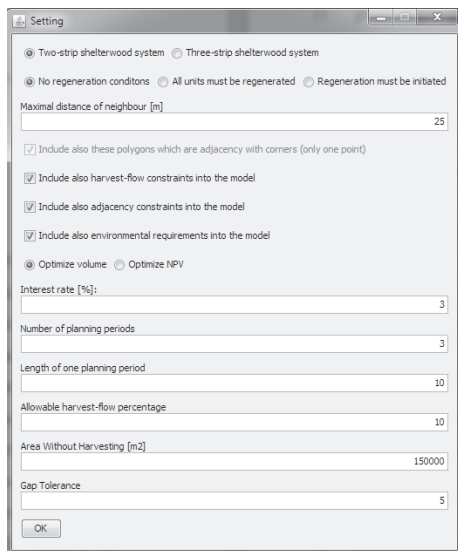 Setting
Two-strip shelterwood system Three-strip shelterwood system
No regeneration conditons All units must be regenerated Regeneration must be initiated
Maximal distance of neighbour [m]
25
Include also these polygons which are adjacency with corners (only one point)
Include also harvest-flow constraints into the model
Include also adjacency constraints into the model
Include also environmental requirements into the model
Optimize volume Optimize NPV
Interest rate [%]:
3
Number of planning periods
3
Length of one planning period
10
Allowable harvest-flow percentage
10
Area Without Harvesting [m2]
150000
Gap Tolerance
5
OK